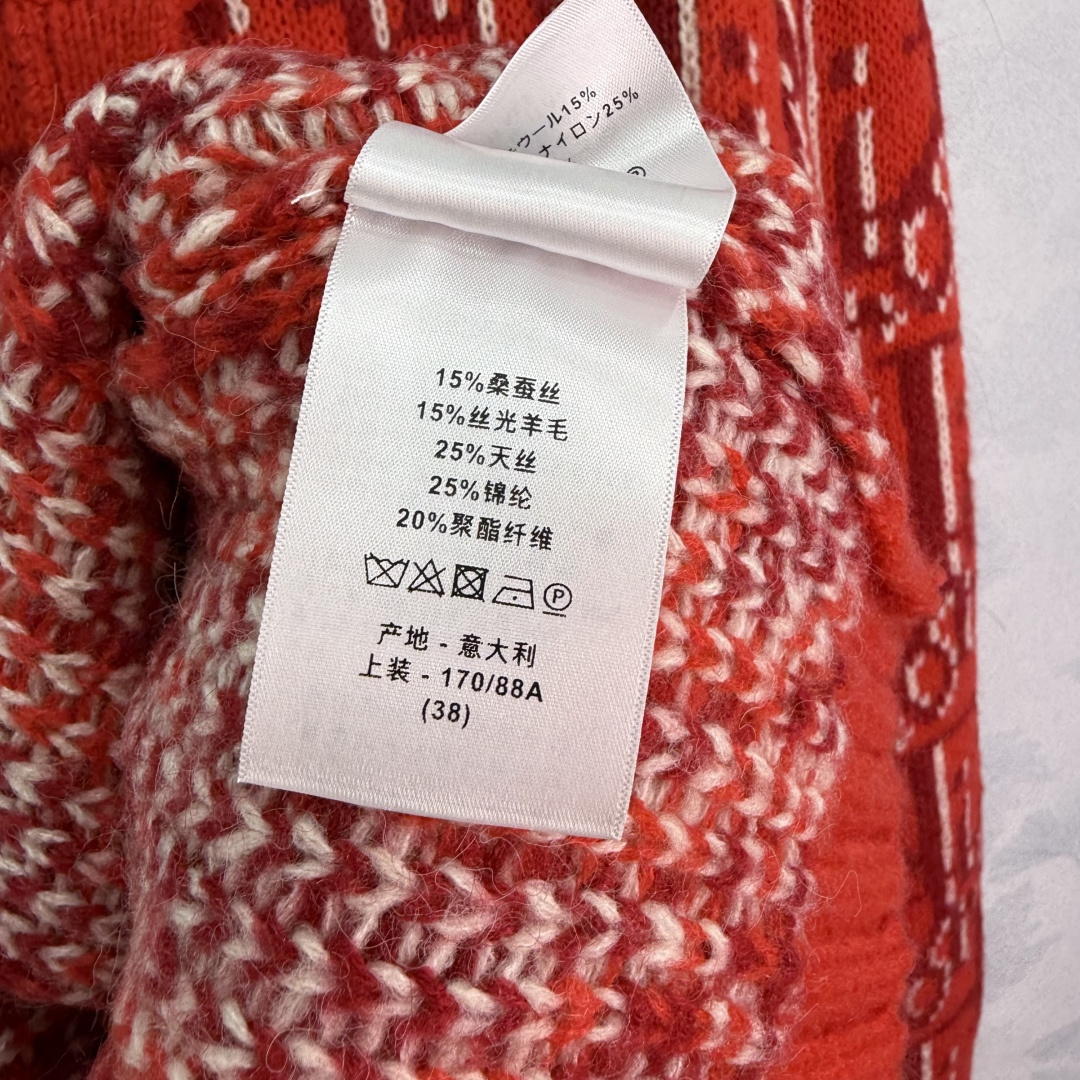 ウール15%
ナイロン25%
15%桑蚕丝
15%丝光羊毛
25%天丝
25%锦纶
20%聚酯纤维
P
产地 - 意大利
上装 - 170/88A
(38)